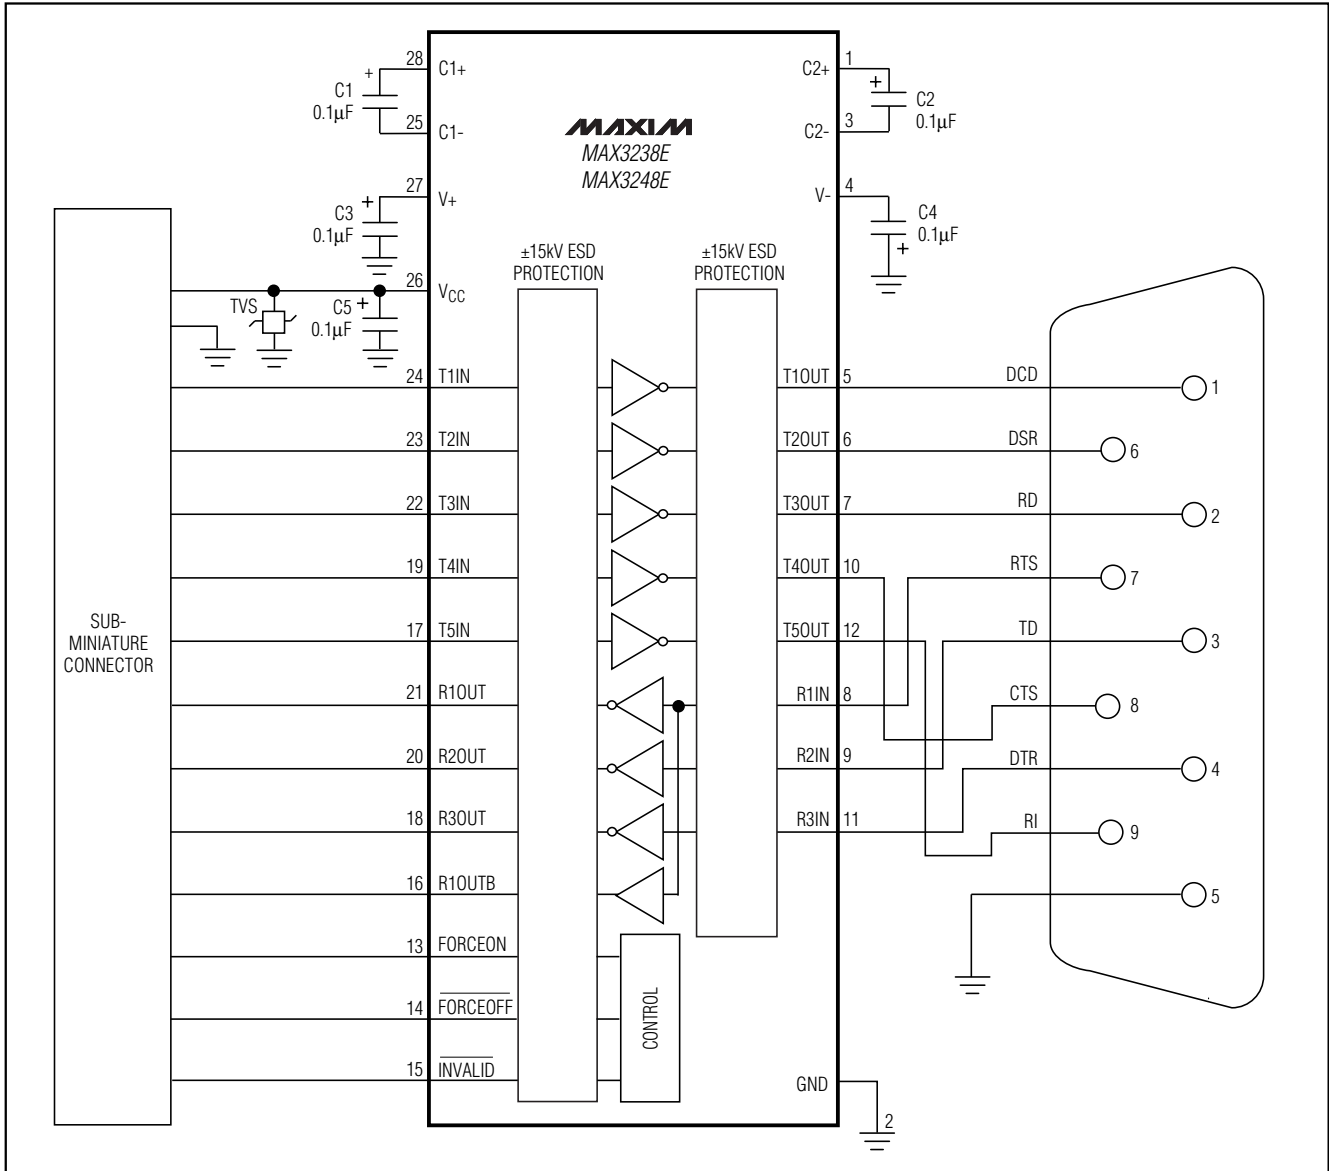 28
C1+
C2+
1
+
C1
0.1µF
+
C2
0.1µF
25
C1-
C2-
3
MAXIM
MAX3238E
MAX3248E
27
V+
V-
4
+
C3
0.1µF
C4
0.1µF
+
±15kV ESD
PROTECTION
±15kV ESD
PROTECTION
26
VCC
TVS
C5
+
0.1µF
24
T1IN
T1OUT
5
DCD
1
23
T2IN
T2OUT
6
DSR
6
22
T3IN
T3OUT
7
RD
2
19
T4IN
T4OUT
10
RTS
7
SUB-
MINIATURE
CONNECTOR
17
T5IN
T5OUT
12
TD
3
21
R1OUT
R1IN
8
CTS
8
20
R2OUT
R2IN
9
DTR
4
18
R3OUT
R3IN
11
RI
9
16
R1OUTB
5
13
FORCEON
14
FORCEOFF
CONTROL
15
INVALID
GND
2